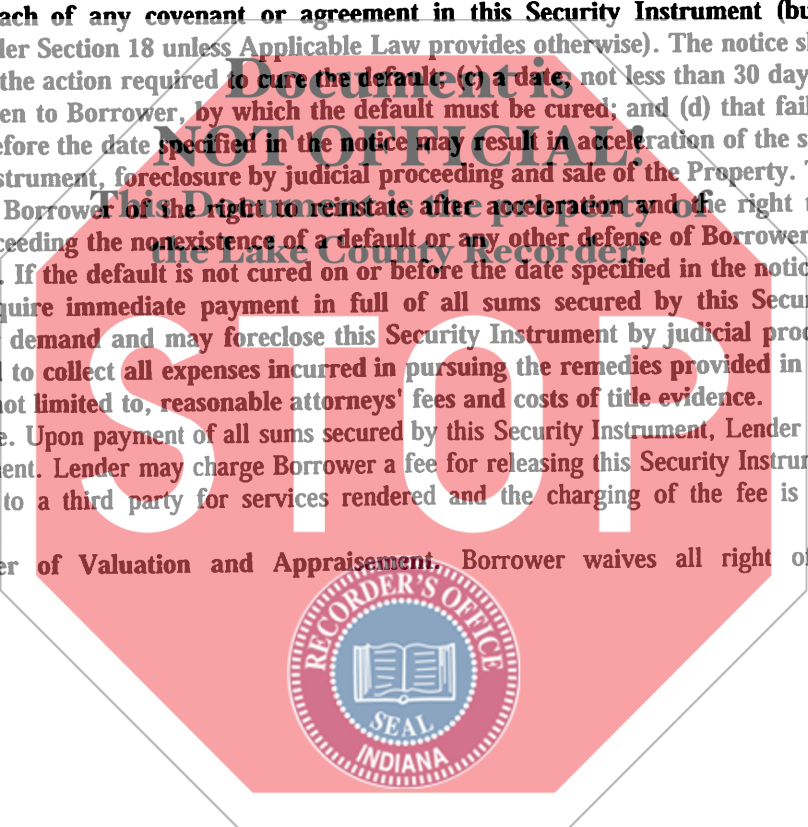 ach of any covenant or agreement in this Security Instrument (bu
ler Section 18 unless Applicable Law provides otherwise). The notice s
the action required to cure the default; (c) a date, not less than 30 day
en to Borrower, by which the default must be cured; and (d) that fail
efore the date specified in the notice may result in acceleration of the s
strument, foreclosure by judicial proceeding and sale of the Property.
Borrower of the right to reinstate after acceleration and the right
ceeding the nonexistence of a default or any other defense of Borrower
. If the default is not cured on or before the date specified in the notic
quire immediate payment in full of all sums secured by this Secu
demand and may foreclose this Security Instrument by judicial proc
l to collect all expenses incurred in pursuing the remedies provided in
not limited to, reasonable attorneys' fees and costs of title evidence.
e. Upon payment of all sums secured by this Security Instrument, Lender
ent. Lender may charge Borrower a fee for releasing this Security Instrum
to a third party for services rendered and the charging of the fee is
er of Valuation and Appraisement. Borrower waives all right of
Document is
NOT OFFICIAL!
This Document is the property of
the Lake County Recorder!
STOP
RECORDER'S OFFICE
SEAL
INDIANA